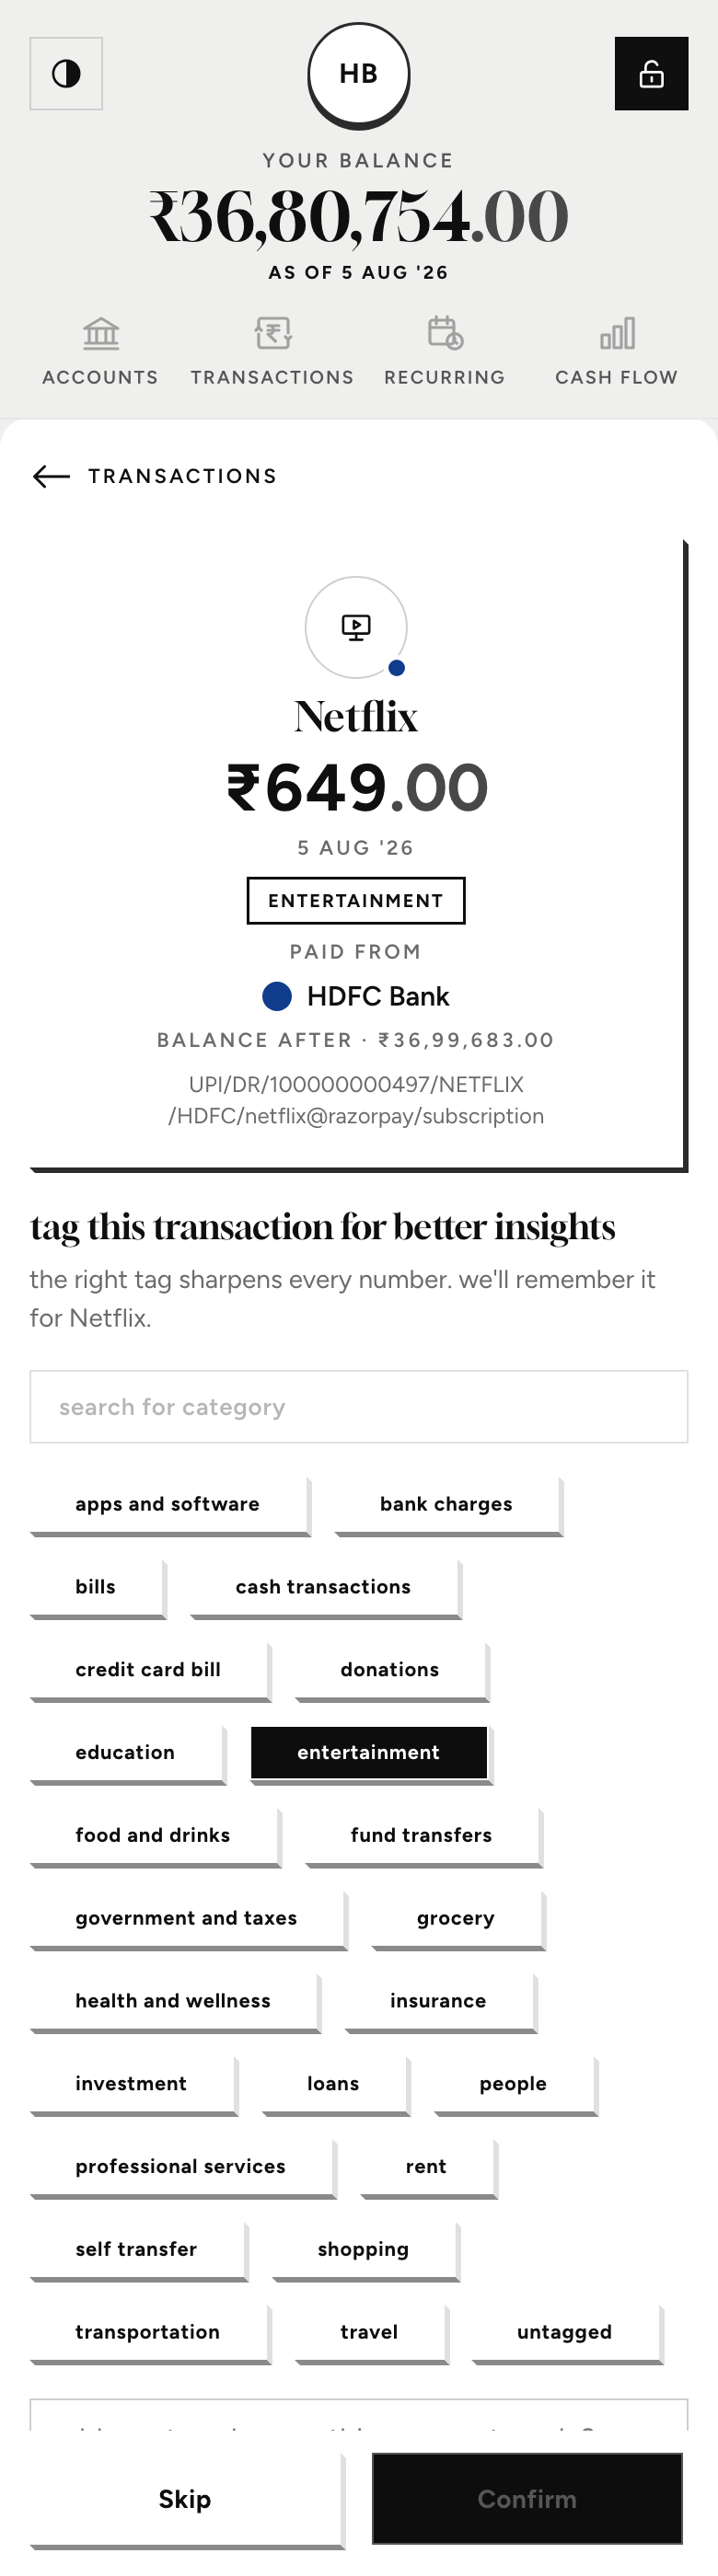 HB
YOUR BALANCE
₹36,80,754.00
AS OF 5 AUG '26
ACCOUNTS TRANSACTIONS RECURRING CASH FLOW
TRANSACTIONS
Netflix
₹649.00
5 AUG '26
ENTERTAINMENT
PAID FROM
HDFC Bank
BALANCE AFTER · ₹36,99,683.00
UPI/DR/100000000497/NETFLIX
/HDFC/netflix@razorpay/subscription
tag this transaction for better insights
the right tag sharpens every number. we'll remember it
for Netflix.
search for category
apps and software bank charges
bills cash transactions
credit card bill donations
education entertainment
food and drinks fund transfers
government and taxes grocery
health and wellness insurance
investment loans people
professional services rent
self transfer shopping
transportation travel untagged
Skip Confirm